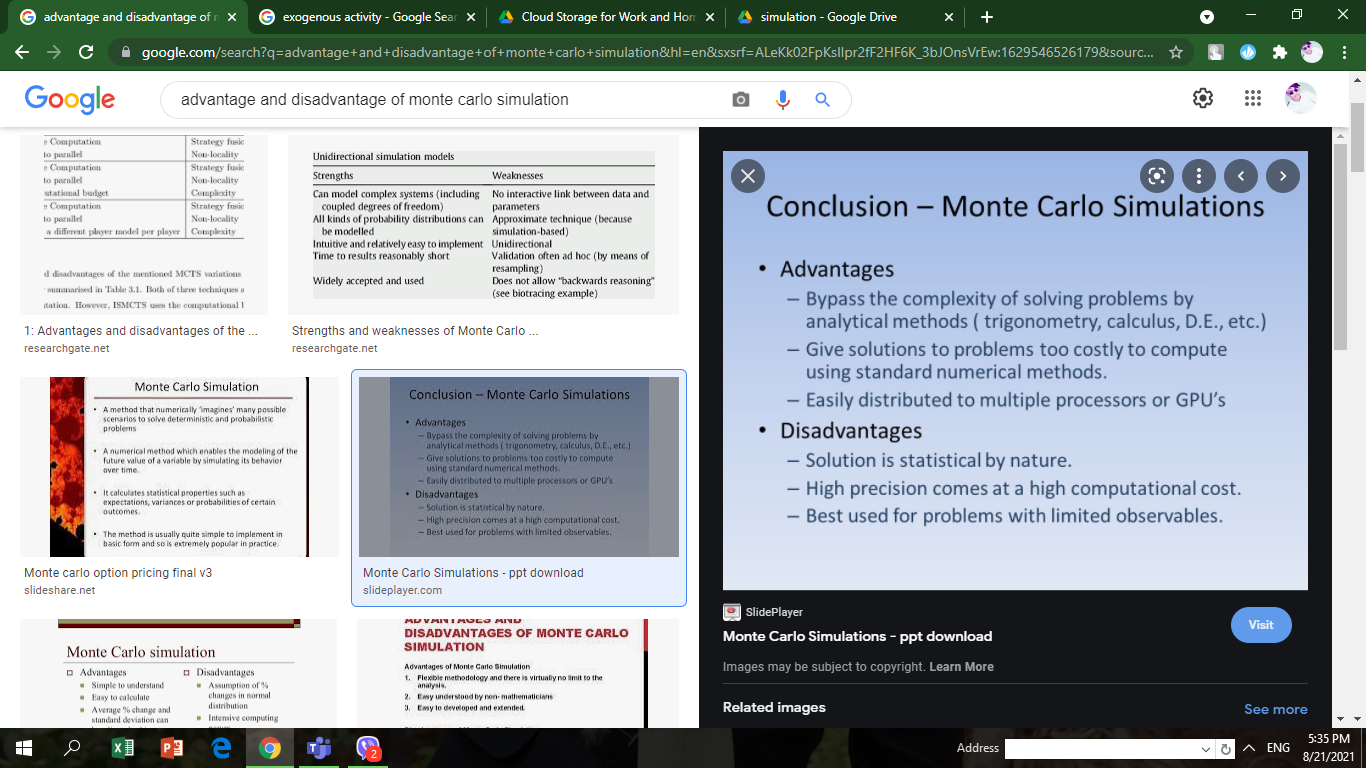 advantage and disadvantage of m
exogenous activity - Google Sear
Cloud Storage for Work and Hom
simulation - Google Drive
google.com/search?q=advantage+and+disadvantage+of+monte+carlo+simulation&hl=en&sxsrf=ALeKk02FpKsIlpr2fF2HF6K_3bJOnsVrEw:1629546526179&sourc...
Google
advantage and disadvantage of monte carlo simulation
e Computation Strategy fusic
to parallel Non-locality
e Computation Strategy fusic
to parallel Non-locality
utational budget Complexity
e Computation Strategy fusic
to parallel Non-locality
a different player model per player Complexity
d disadvantages of the mentioned MCTS variations
summarised in Table 3.1. Both of three techniques a
tation. However, ISMCTS uses the computational l
1: Advantages and disadvantages of the ...
researchgate.net
Unidirectional simulation models
Strengths Weaknesses
Can model complex systems (including No interactive link between data and
coupled degrees of freedom) parameters
All kinds of probability distributions can Approximate technique (because
be modelled simulation-based)
Intuitive and relatively easy to implement Unidirectional
Time to results reasonably short Validation often ad hoc (by means of
resampling)
Widely accepted and used Does not allow "backwards reasoning"
(see biotracing example)
Strengths and weaknesses of Monte Carlo ...
researchgate.net
Monte Carlo Simulation
• A method that numerically 'imagines' many possible
scenarios to solve deterministic and probabilistic
problems
• A numerical method which enables the modeling of the
future value of a variable by simulating its behavior
over time.
• It calculates statistical properties such as
expectations, variances or probabilities of certain
outcomes.
• The method is usually quite simple to implement in
basic form and so is extremely popular in practice.
Monte carlo option pricing final v3
slideshare.net
Conclusion – Monte Carlo Simulations
• Advantages
– Bypass the complexity of solving problems by
analytical methods ( trigonometry, calculus, D.E., etc.)
– Give solutions to problems too costly to compute
using standard numerical methods.
– Easily distributed to multiple processors or GPU's
• Disadvantages
– Solution is statistical by nature.
– High precision comes at a high computational cost.
– Best used for problems with limited observables.
Monte Carlo Simulations - ppt download
slideplayer.com
Monte Carlo simulation
Advantages
Simple to understand
Easy to calculate
Average % change and
standard deviation can
Disadvantages
Assumption of %
changes in normal
distribution
Intensive computing
ADVANTAGES AND
DISADVANTAGES OF MONTE CARLO
SIMULATION
Advantages of Monte Carlo Simulation
1. Flexible methodology and there is virtually no limit to the
analysis.
2. Easy understood by non- mathematicians
3. Easy to developed and extended.
Conclusion – Monte Carlo Simulations
• Advantages
– Bypass the complexity of solving problems by
analytical methods ( trigonometry, calculus, D.E., etc.)
– Give solutions to problems too costly to compute
using standard numerical methods.
– Easily distributed to multiple processors or GPU's
• Disadvantages
– Solution is statistical by nature.
– High precision comes at a high computational cost.
– Best used for problems with limited observables.
SlidePlayer
Monte Carlo Simulations - ppt download
Visit
Images may be subject to copyright. Learn More
Related images
See more
2
Address
ENG
5:35 PM
8/21/2021